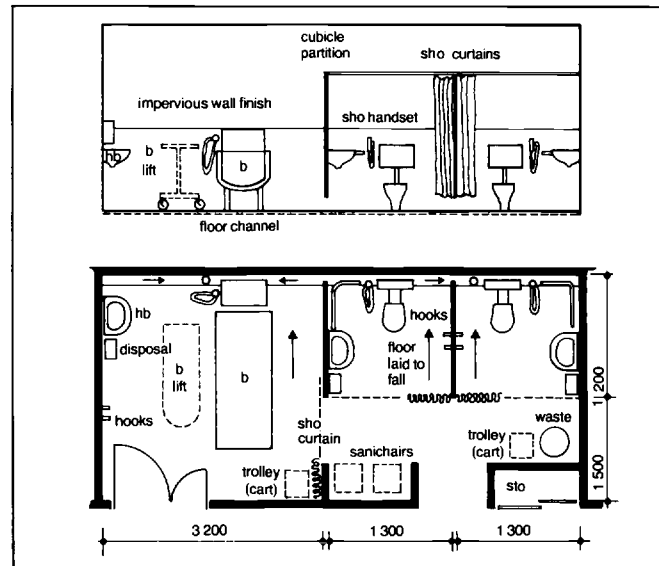 cubicle
partition
sho curtains
impervious wall finish
sho handset
hb
b
lift
b
floor channel
hb
hooks
disposal
floor
laid to
fall
b
lift
b
hooks
sho
curtain
sanichairs
waste
trolley
(cart)
trolley
(cart)
sto
1 200
1 500
3 200
1 300
1 300